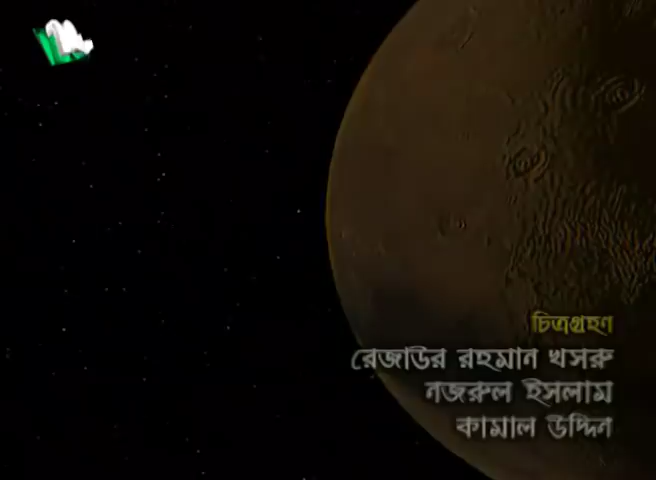 চিত্রগ্রহণ
রেজাউর রহমান খসরু
নজরুল ইসলাম
কামাল উদ্দিন